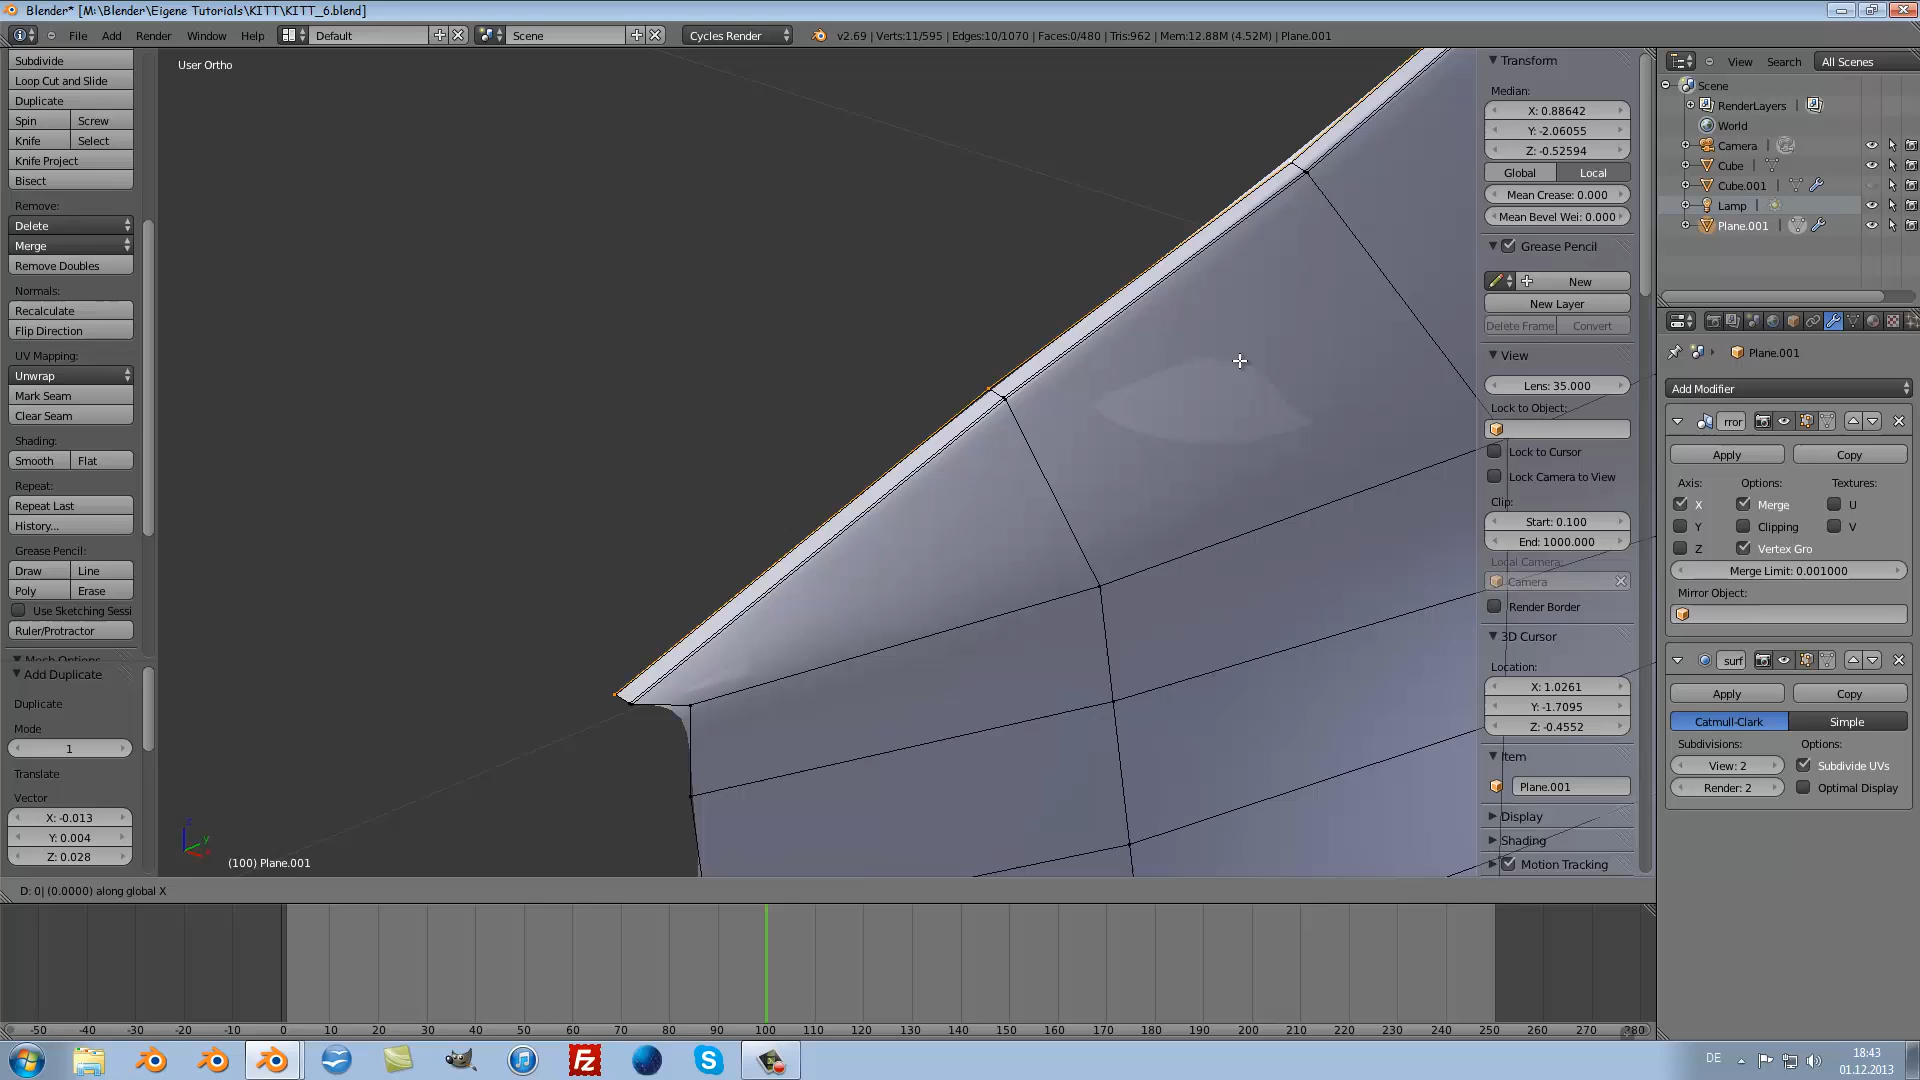 Blender* [M:\Blender\Eigene Tutorials\KITT\KITT_6.blend]
File Add Render Window Help Default Scene Cycles Render v2.69 | Verts:11/595 | Edges:10/1070 | Faces:0/480 | Tris:962 | Mem:12.88M (4.52M) | Plane.001
Subdivide
Loop Cut and Slide
Duplicate
Spin Screw
Knife Select
Knife Project
Bisect
Remove:
Delete
Merge
Remove Doubles
Normals:
Recalculate
Flip Direction
UV Mapping:
Unwrap
Mark Seam
Clear Seam
Shading:
Smooth Flat
Repeat:
Repeat Last
History...
Grease Pencil:
Draw Line
Poly Erase
Use Sketching Sessi
Ruler/Protractor
Mesh Options
Add Duplicate
Duplicate
Mode
1
Translate
Vector
X: -0.013
Y: 0.004
Z: 0.028
User Ortho
(100) Plane.001
D: 0| (0.0000) along global X
Transform
Median:
X: 0.88642
Y: -2.06055
Z: -0.52594
Global Local
Mean Crease: 0.000
Mean Bevel Wei: 0.000
Grease Pencil
New
New Layer
Delete Frame Convert
View
Lens: 35.000
Lock to Object:
Lock to Cursor
Lock Camera to View
Clip:
Start: 0.100
End: 1000.000
Local Camera:
Camera
Render Border
3D Cursor
Location:
X: 1.0261
Y: -1.7095
Z: -0.4552
Item
Plane.001
Display
Shading
Motion Tracking
View Search All Scenes
Scene
RenderLayers
World
Camera
Cube
Cube.001
Lamp
Plane.001
Plane.001
Add Modifier
rror
Apply Copy
Axis: Options: Textures:
X Merge U
Y Clipping V
Z Vertex Gro
Merge Limit: 0.001000
Mirror Object:
surf
Apply Copy
Catmull-Clark Simple
Subdivisions: Options:
View: 2 Subdivide UVs
Render: 2 Optimal Display
-50 -40 -30 -20 -10 0 10 20 30 40 50 60 70 80 90 100 110 120 130 140 150 160 170 180 190 200 210 220 230 240 250 260 270 280
DE 18:43
01.12.2013